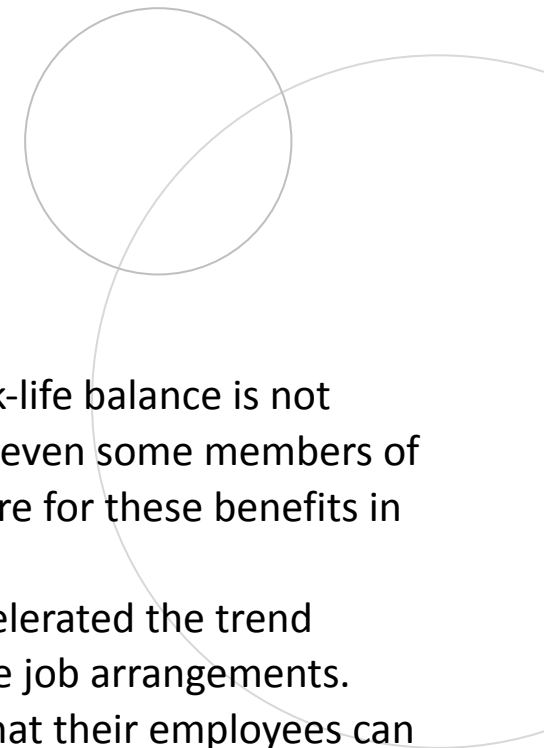 k-life balance is not
even some members of
re for these benefits in
elerated the trend
e job arrangements.
hat their employees can